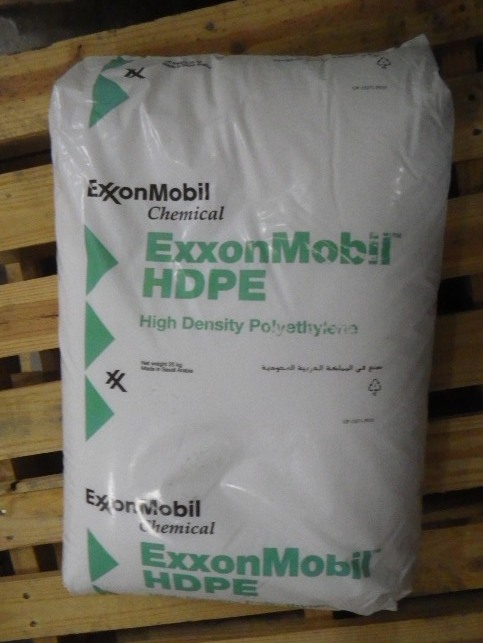 ExxonMobil
Chemical
ExxonMobil™
HDPE
High Density Polyethylene
Net weight 25 kg
Made in Saudi Arabia
صنع في المملكة العربية السعودية
ExxonMobil
Chemical
ExxonMobil
HDPE